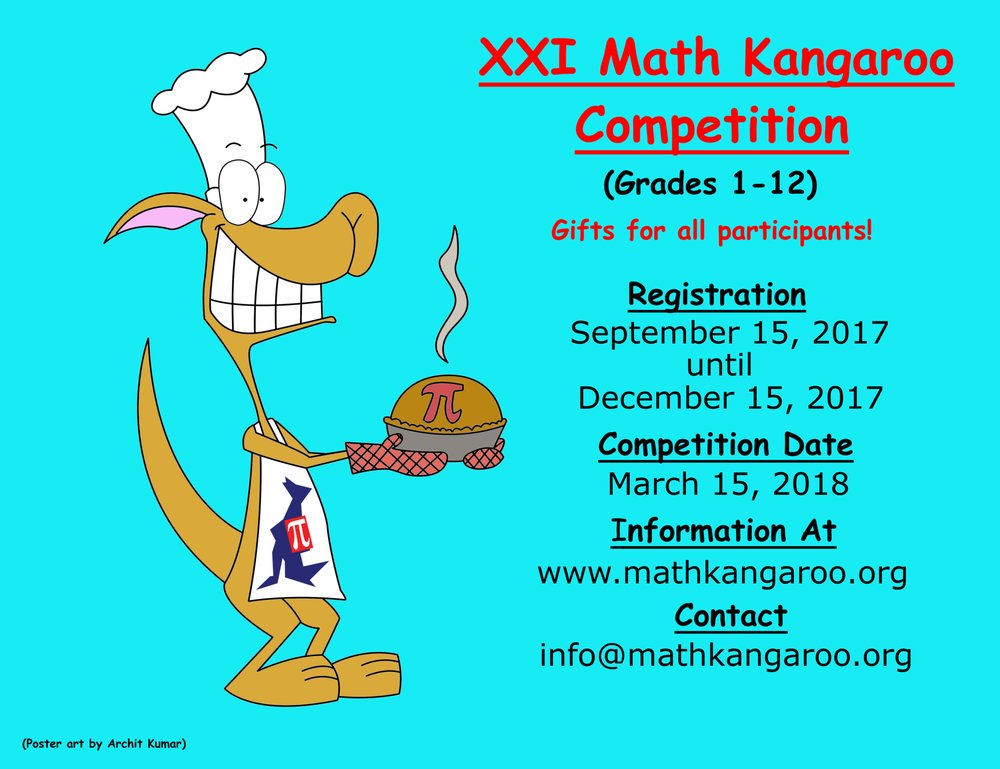 XXI Math Kangaroo
Competition
(Grades 1-12)
Gifts for all participants!
Registration
September 15, 2017
until
December 15, 2017
Competition Date
March 15, 2018
Information At
www.mathkangaroo.org
Contact
info@mathkangaroo.org
π
π
(Poster art by Archit Kumar)